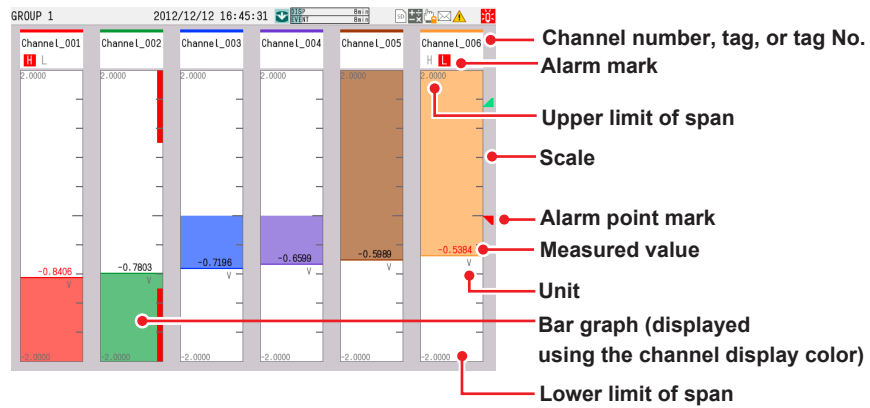 GROUP 1 2012/12/12 16:45:31 DISP 8min SD
EVENT 8min
Channel_001 Channel_002 Channel_003 Channel_004 Channel_005 Channel_006
H L H L
2.0000 2.0000 2.0000 2.0000 2.0000 2.0000
-0.8406 -0.7803 -0.7196 -0.6599 -0.5989 -0.5384
V V V V V V
-2.0000 -2.0000 -2.0000 -2.0000 -2.0000 -2.0000
Channel number, tag, or tag No.
Alarm mark
Upper limit of span
Scale
Alarm point mark
Measured value
Unit
Bar graph (displayed
using the channel display color)
Lower limit of span